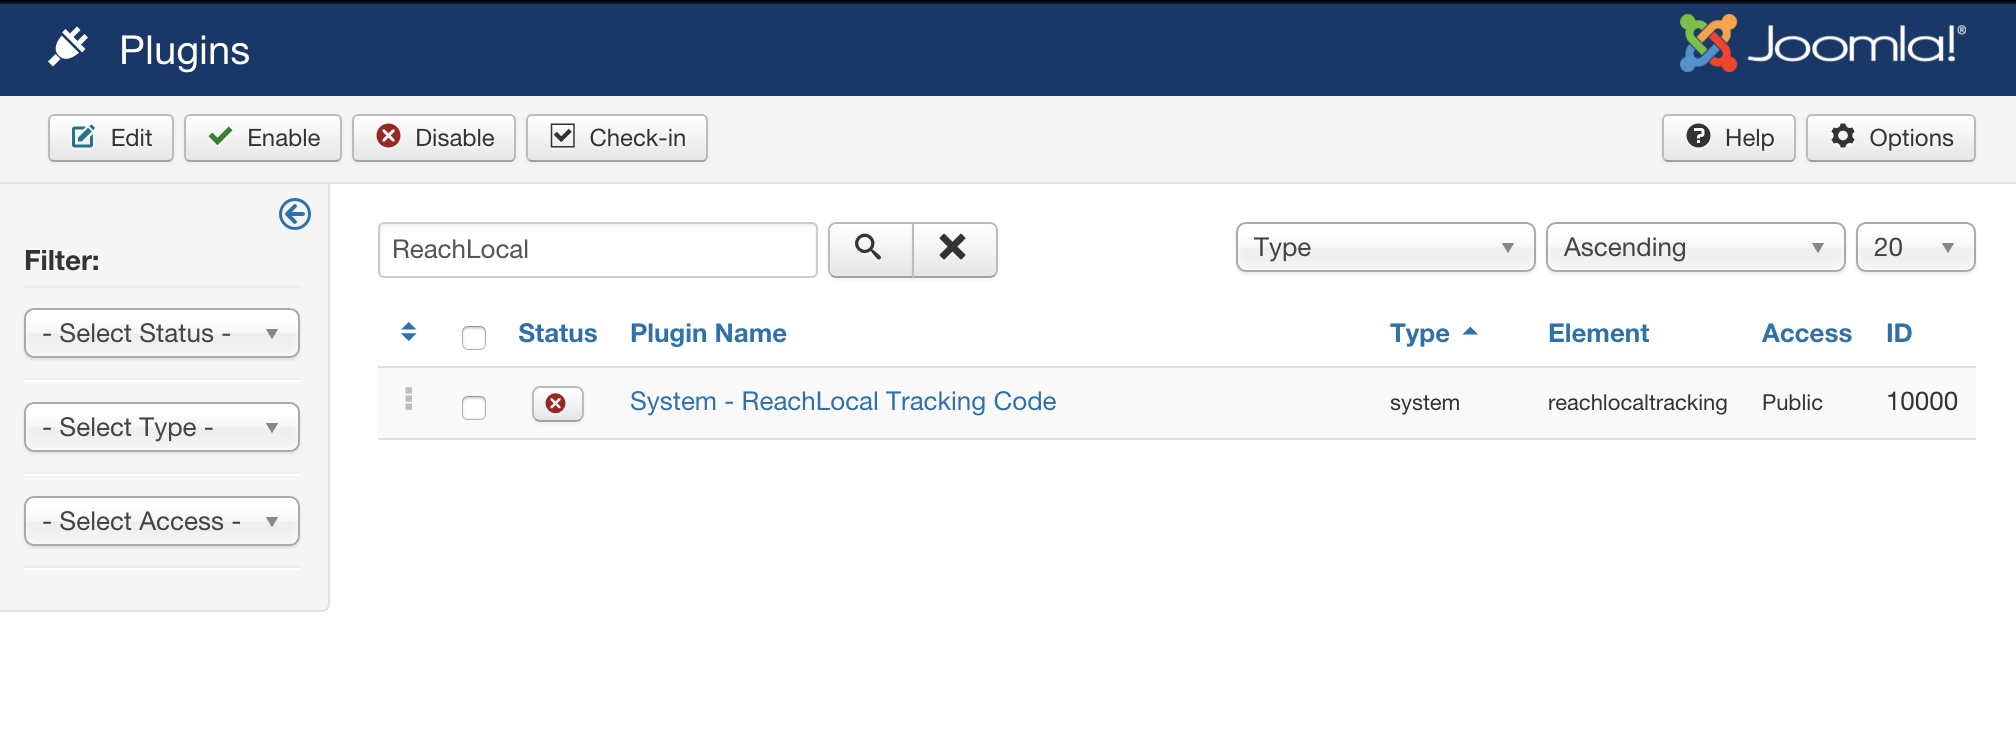 Plugins
Joomla!®
Edit Enable Disable Check-in Help Options
Filter:
- Select Status -
- Select Type -
- Select Access -
ReachLocal Type Ascending 20
Status Plugin Name Type Element Access ID
System - ReachLocal Tracking Code system reachlocaltracking Public 10000